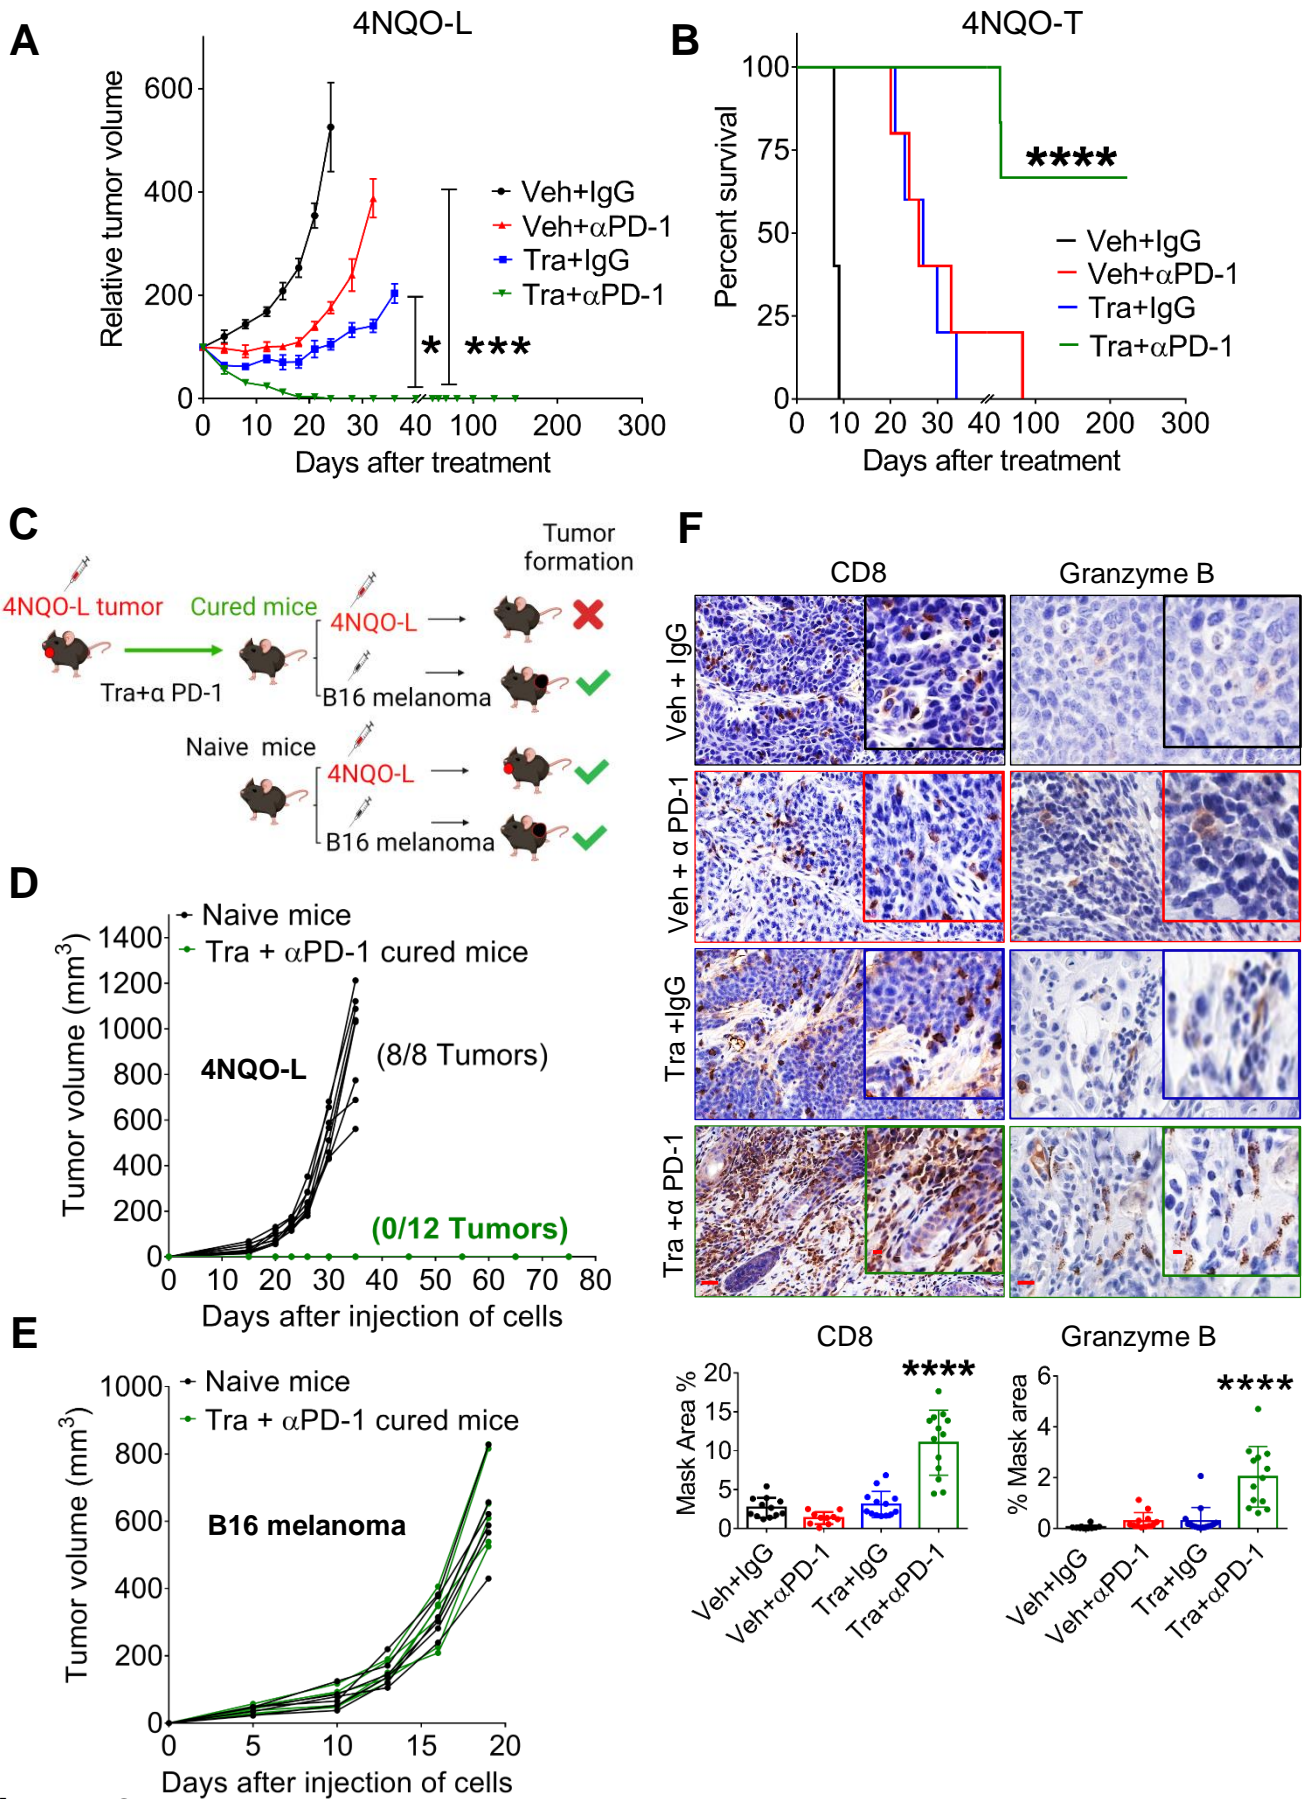 A
4NQO-L
Relative tumor volume
600
400
200
0
0 10 20 30 40 100 200 300
Days after treatment
Veh+IgG
Veh+αPD-1
Tra+IgG
Tra+αPD-1
* ***
B
4NQO-T
Percent survival
100
75
50
25
0
0 10 20 30 40 100 200 300
Days after treatment
****
Veh+IgG
Veh+αPD-1
Tra+IgG
Tra+αPD-1
C
Tumor
formation
4NQO-L tumor
Cured mice
4NQO-L
Tra+α PD-1
B16 melanoma
Naive mice
4NQO-L
B16 melanoma
D
Naive mice
Tra + αPD-1 cured mice
Tumor volume (mm³)
1400
1200
1000
800
600
400
200
0
4NQO-L
(8/8 Tumors)
(0/12 Tumors)
0 10 20 30 40 50 60 70 80
Days after injection of cells
E
Naive mice
Tra + αPD-1 cured mice
Tumor volume (mm³)
1000
800
600
400
200
0
B16 melanoma
0 5 10 15 20
Days after injection of cells
F
CD8
Granzyme B
Veh + IgG
Veh + α PD-1
Tra +IgG
Tra +α PD-1
CD8
Mask Area %
20
15
10
5
0
****
Veh+IgG
Veh+αPD-1
Tra+IgG
Tra+αPD-1
Granzyme B
% Mask area
6
4
2
0
****
Veh+IgG
Veh+αPD-1
Tra+IgG
Tra+αPD-1